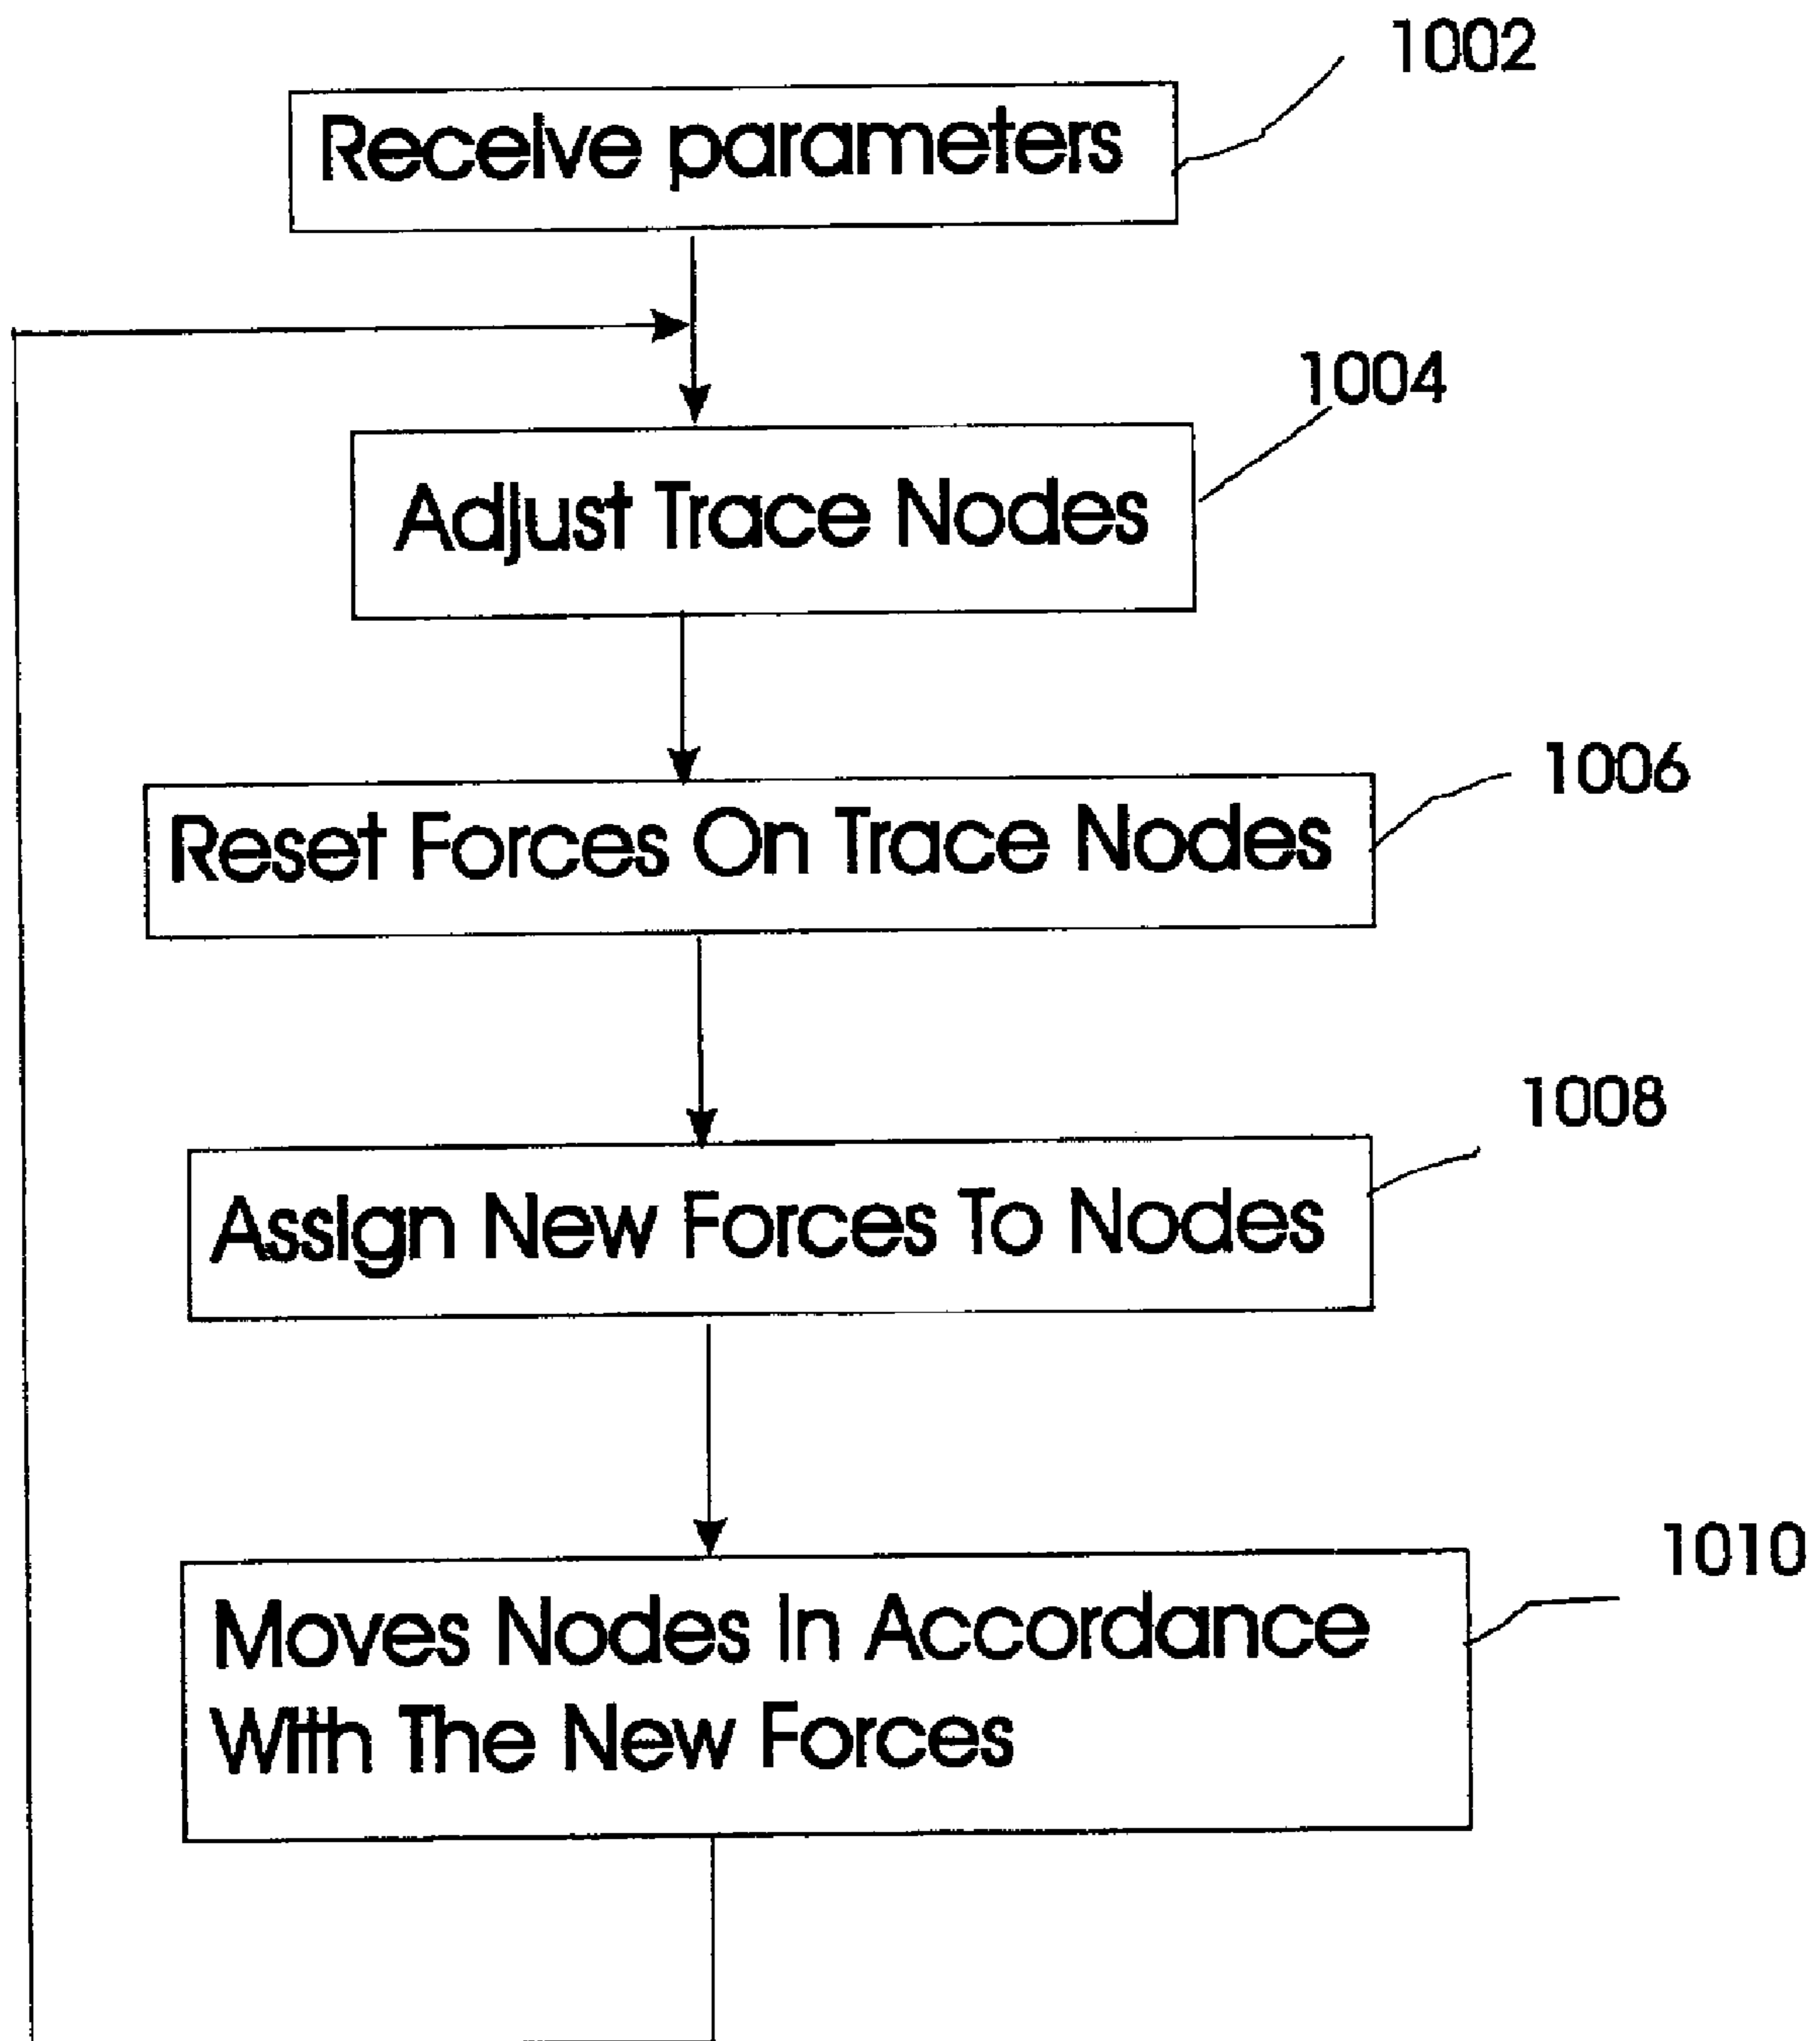 1002
Receive parameters
1004
Adjust Trace Nodes
1006
Reset Forces On Trace Nodes
1008
Assign New Forces To Nodes
1010
Moves Nodes In Accordance
With The New Forces